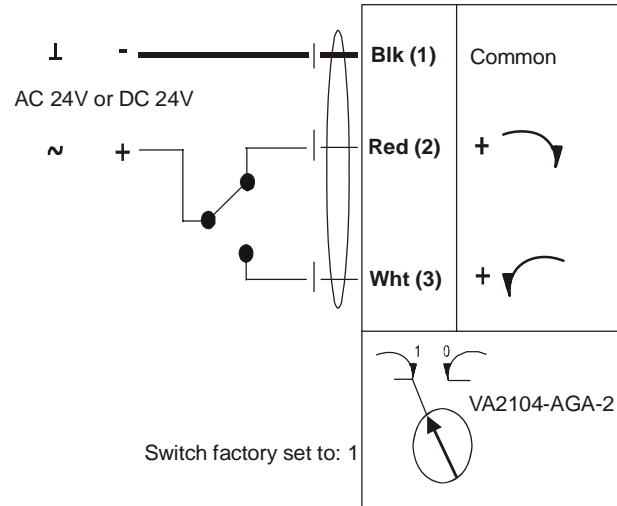 ⊥ - Blk (1) Common
AC 24V or DC 24V
~ + Red (2) +
Wht (3) +
1 0
VA2104-AGA-2
Switch factory set to: 1